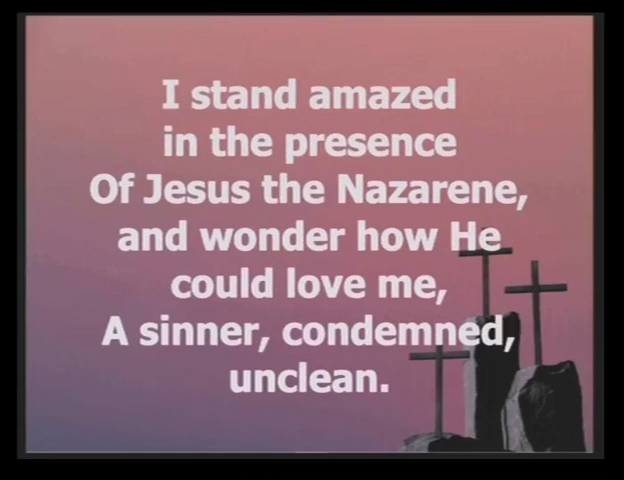 I stand amazed
in the presence
Of Jesus the Nazarene,
and wonder how He
could love me,
A sinner, condemned,
unclean.